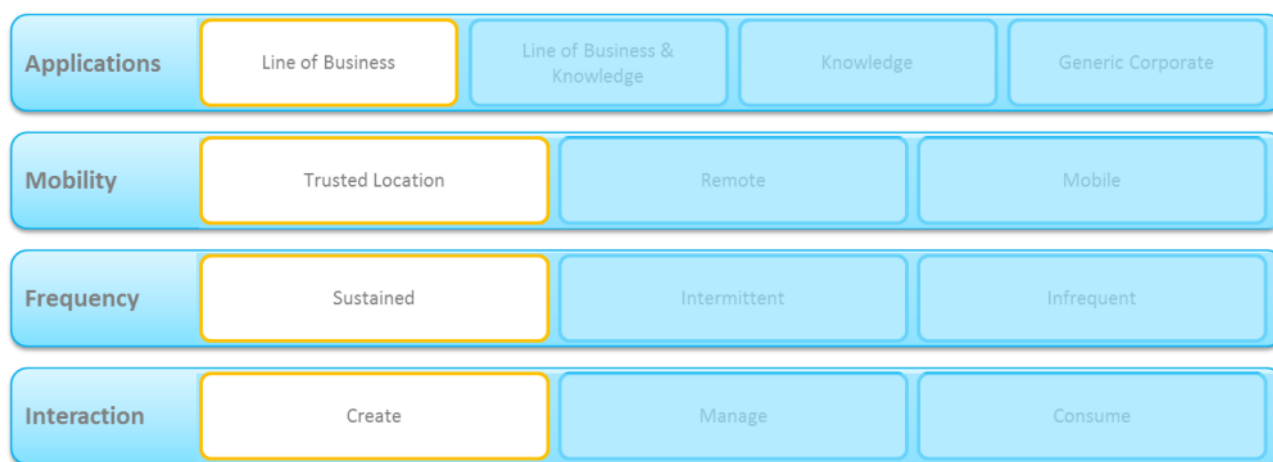 Applications
Line of Business
Line of Business &
Knowledge
Knowledge
Generic Corporate
Mobility
Trusted Location
Remote
Mobile
Frequency
Sustained
Intermittent
Infrequent
Interaction
Create
Manage
Consume